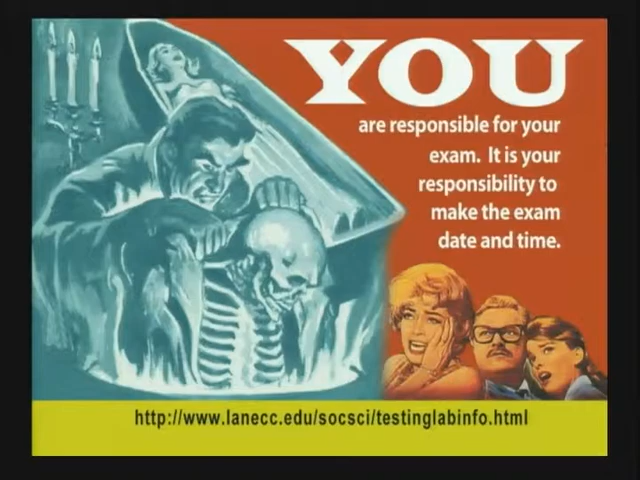 YOU
are responsible for your
exam. It is your
responsibility to
make the exam
date and time.
http://www.lanecc.edu/socsci/testinglabinfo.html